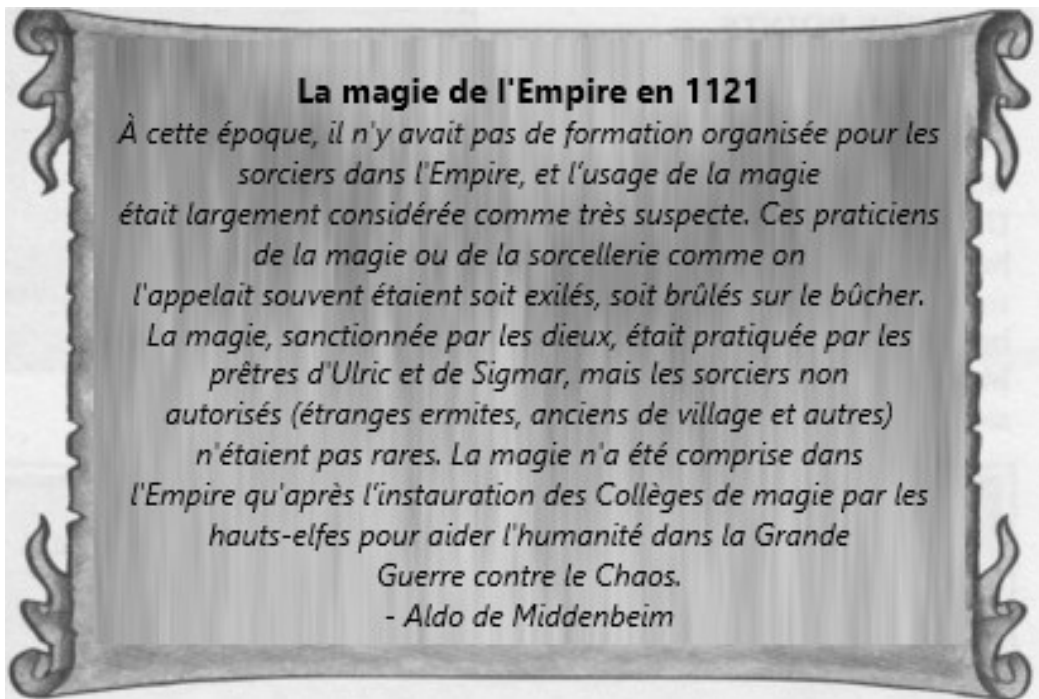 La magie de l'Empire en 1121
À cette époque, il n'y avait pas de formation organisée pour les
sorciers dans l'Empire, et l'usage de la magie
était largement considérée comme très suspecte. Ces praticiens
de la magie ou de la sorcellerie comme on
l'appelait souvent étaient soit exilés, soit brûlés sur le bûcher.
La magie, sanctionnée par les dieux, était pratiquée par les
prêtres d'Ulric et de Sigmar, mais les sorciers non
autorisés (étranges ermites, anciens de village et autres)
n'étaient pas rares. La magie n'a été comprise dans
l'Empire qu'après l'instauration des Collèges de magie par les
hauts-elfes pour aider l'humanité dans la Grande
Guerre contre le Chaos.
- Aldo de Middenbeim